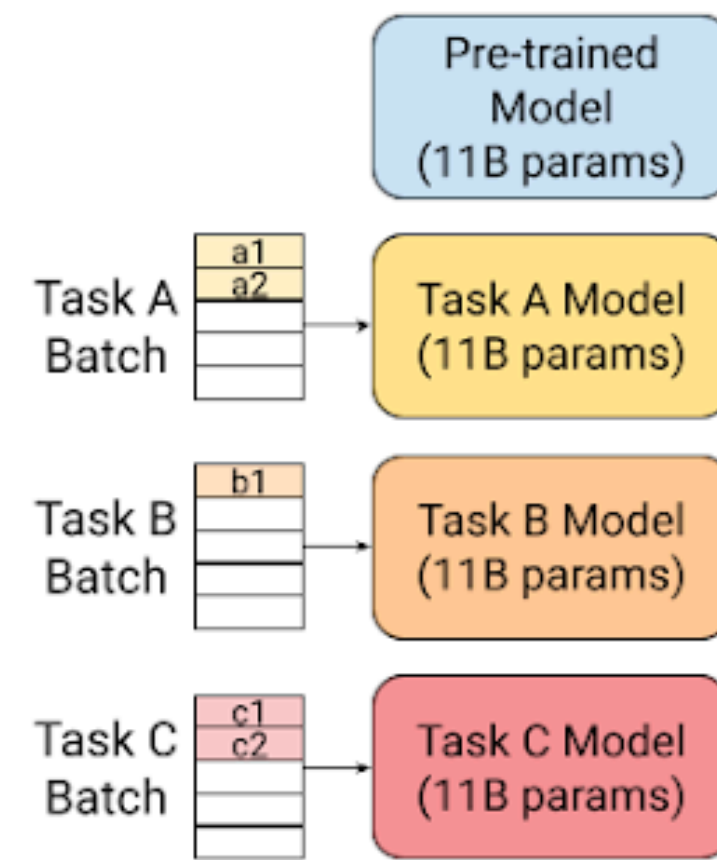 Pre-trained
Model
(11B params)
a1
a2
Task A
Batch
Task A Model
(11B params)
b1
Task B
Batch
Task B Model
(11B params)
c1
c2
Task C
Batch
Task C Model
(11B params)